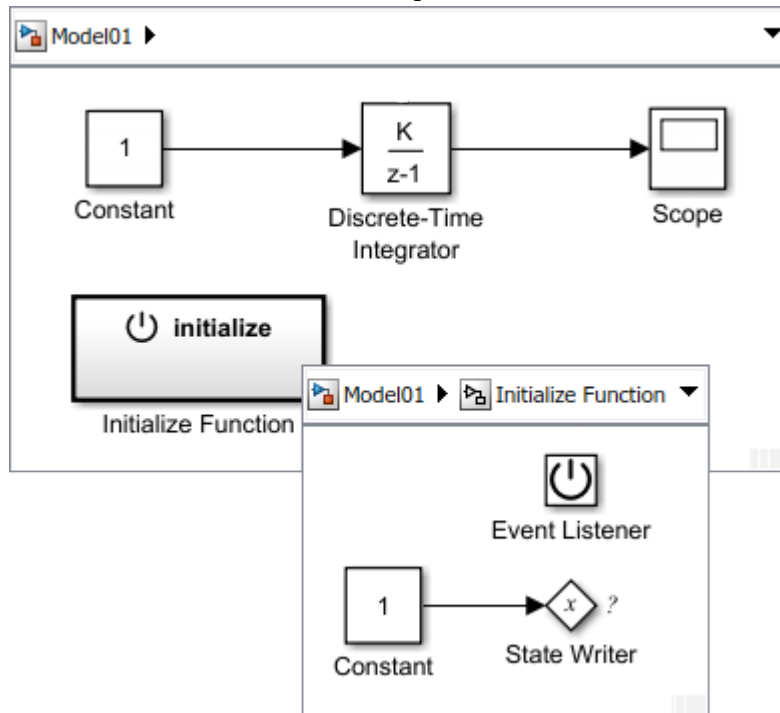 Model01
1
K
z-1
Constant
Discrete-Time
Integrator
Scope
initialize
Initialize Function
Model01 Initialize Function
Event Listener
1
x ?
Constant
State Writer